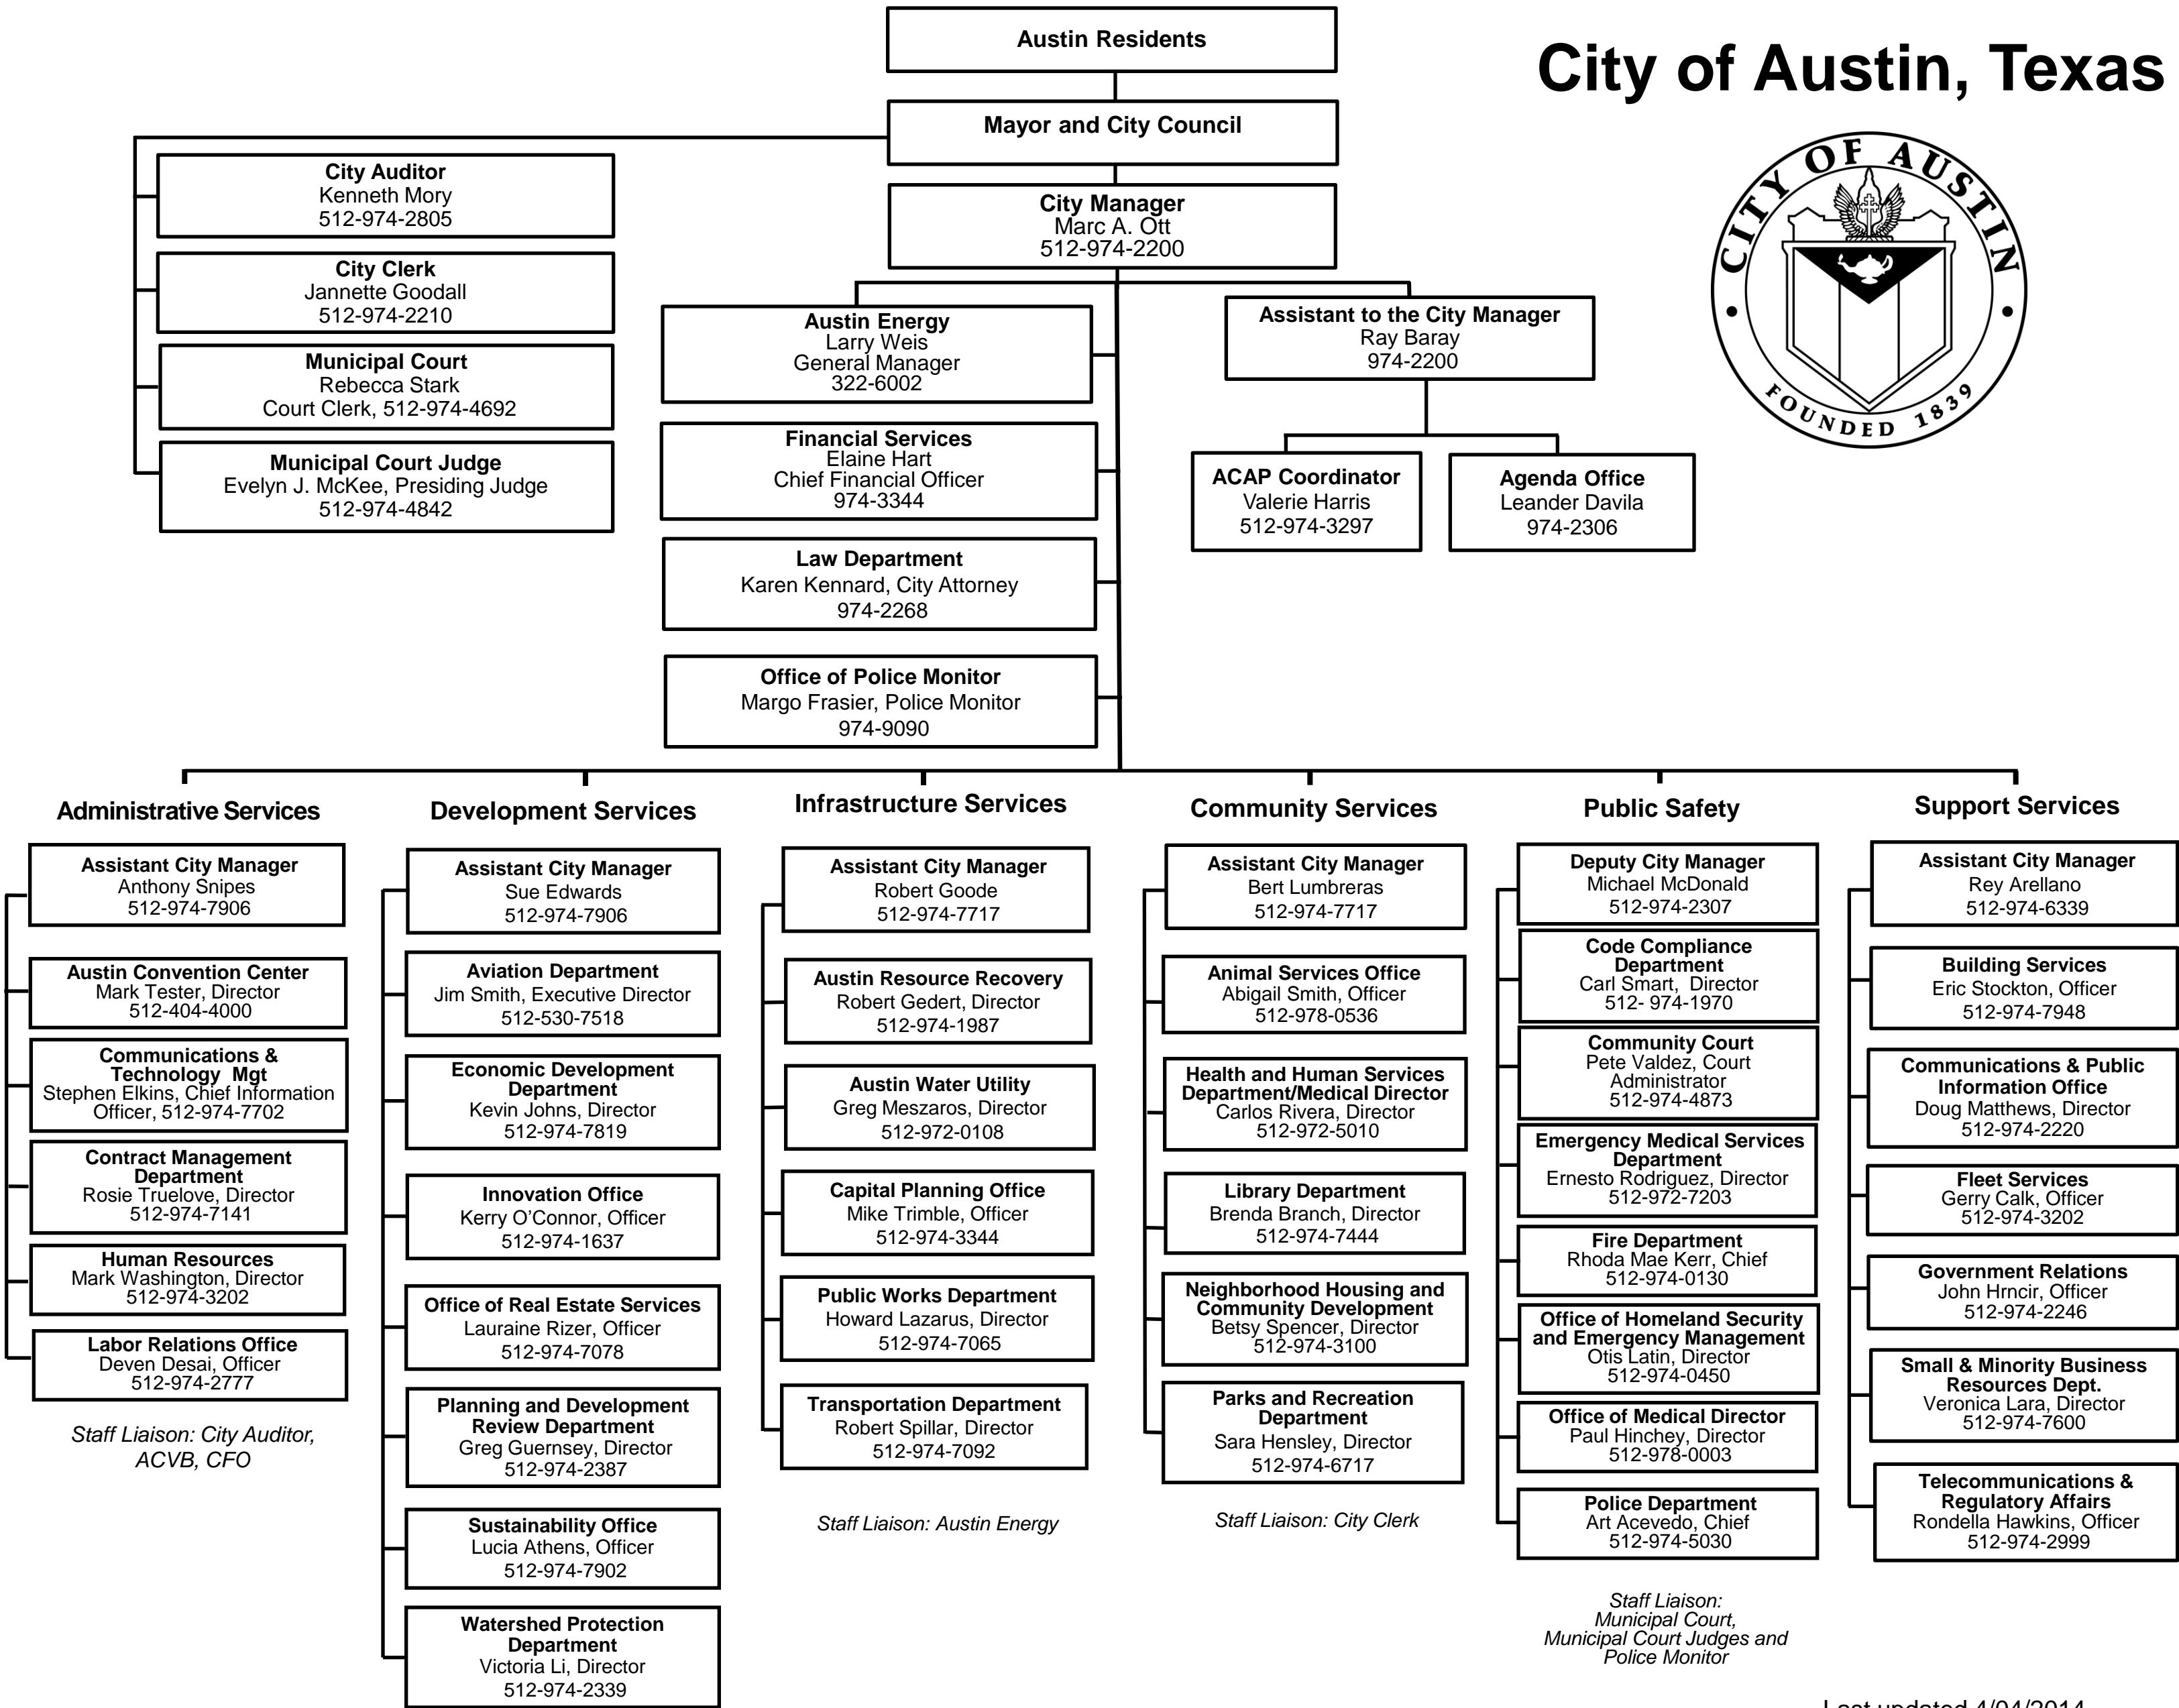 City of Austin, Texas
CITY OF AUSTIN
FOUNDED 1839
Austin Residents
Mayor and City Council
City Manager
Marc A. Ott
512-974-2200
City Auditor
Kenneth Mory
512-974-2805
City Clerk
Jannette Goodall
512-974-2210
Municipal Court
Rebecca Stark
Court Clerk, 512-974-4692
Municipal Court Judge
Evelyn J. McKee, Presiding Judge
512-974-4842
Austin Energy
Larry Weis
General Manager
322-6002
Financial Services
Elaine Hart
Chief Financial Officer
974-3344
Law Department
Karen Kennard, City Attorney
974-2268
Office of Police Monitor
Margo Frasier, Police Monitor
974-9090
Assistant to the City Manager
Ray Baray
974-2200
ACAP Coordinator
Valerie Harris
512-974-3297
Agenda Office
Leander Davila
974-2306
Administrative Services
Assistant City Manager
Anthony Snipes
512-974-7906
Austin Convention Center
Mark Tester, Director
512-404-4000
Communications &
Technology Mgt
Stephen Elkins, Chief Information
Officer, 512-974-7702
Contract Management
Department
Rosie Truelove, Director
512-974-7141
Human Resources
Mark Washington, Director
512-974-3202
Labor Relations Office
Deven Desai, Officer
512-974-2777
Staff Liaison: City Auditor,
ACVB, CFO
Development Services
Assistant City Manager
Sue Edwards
512-974-7906
Aviation Department
Jim Smith, Executive Director
512-530-7518
Economic Development
Department
Kevin Johns, Director
512-974-7819
Innovation Office
Kerry O’Connor, Officer
512-974-1637
Office of Real Estate Services
Lauraine Rizer, Officer
512-974-7078
Planning and Development
Review Department
Greg Guernsey, Director
512-974-2387
Sustainability Office
Lucia Athens, Officer
512-974-7902
Watershed Protection
Department
Victoria Li, Director
512-974-2339
Infrastructure Services
Assistant City Manager
Robert Goode
512-974-7717
Austin Resource Recovery
Robert Gedert, Director
512-974-1987
Austin Water Utility
Greg Meszaros, Director
512-972-0108
Capital Planning Office
Mike Trimble, Officer
512-974-3344
Public Works Department
Howard Lazarus, Director
512-974-7065
Transportation Department
Robert Spillar, Director
512-974-7092
Staff Liaison: Austin Energy
Community Services
Assistant City Manager
Bert Lumbreras
512-974-7717
Animal Services Office
Abigail Smith, Officer
512-978-0536
Health and Human Services
Department/Medical Director
Carlos Rivera, Director
512-972-5010
Library Department
Brenda Branch, Director
512-974-7444
Neighborhood Housing and
Community Development
Betsy Spencer, Director
512-974-3100
Parks and Recreation
Department
Sara Hensley, Director
512-974-6717
Staff Liaison: City Clerk
Public Safety
Deputy City Manager
Michael McDonald
512-974-2307
Code Compliance
Department
Carl Smart, Director
512- 974-1970
Community Court
Pete Valdez, Court
Administrator
512-974-4873
Emergency Medical Services
Department
Ernesto Rodriguez, Director
512-972-7203
Fire Department
Rhoda Mae Kerr, Chief
512-974-0130
Office of Homeland Security
and Emergency Management
Otis Latin, Director
512-974-0450
Office of Medical Director
Paul Hinchey, Director
512-978-0003
Police Department
Art Acevedo, Chief
512-974-5030
Staff Liaison:
Municipal Court,
Municipal Court Judges and
Police Monitor
Support Services
Assistant City Manager
Rey Arellano
512-974-6339
Building Services
Eric Stockton, Officer
512-974-7948
Communications & Public
Information Office
Doug Matthews, Director
512-974-2220
Fleet Services
Gerry Calk, Officer
512-974-3202
Government Relations
John Hrncir, Officer
512-974-2246
Small & Minority Business
Resources Dept.
Veronica Lara, Director
512-974-7600
Telecommunications &
Regulatory Affairs
Rondella Hawkins, Officer
512-974-2999
Last updated 4/04/2014